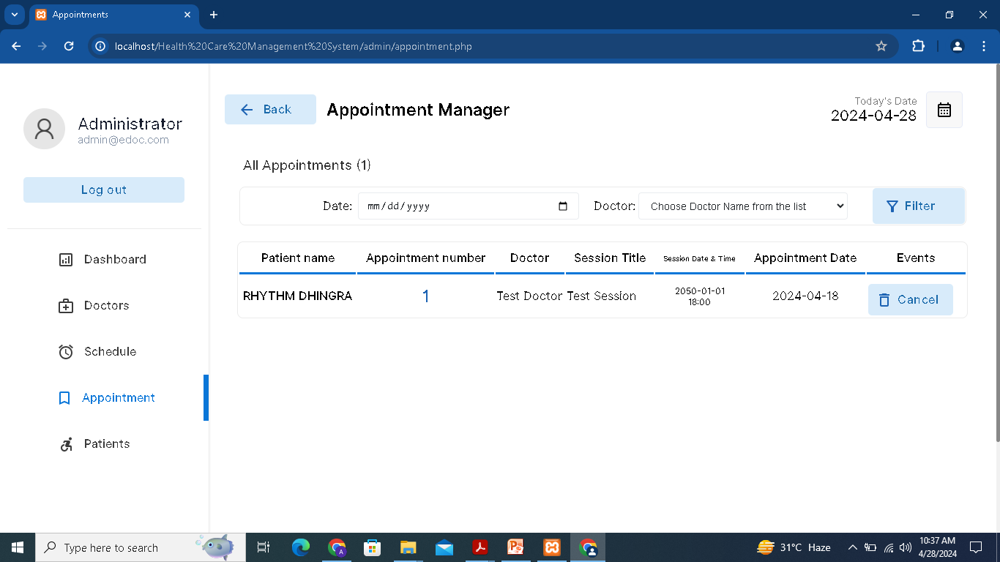 Appointments
localhost/Health%20Care%20Management%20System/admin/appointment.php
Administrator
admin@edoc.com
Log out
Dashboard
Doctors
Schedule
Appointment
Patients
Back
Appointment Manager
Today's Date
2024-04-28
All Appointments (1)
Date: mm/dd/yyyy Doctor: Choose Doctor Name from the list Filter
Patient name Appointment number Doctor Session Title Session Date & Time Appointment Date Events
RHYTHM DHINGRA 1 Test Doctor Test Session 2050-01-01 2024-04-18 Cancel
18:00
Type here to search
31°C Haze
10:37 AM
4/28/2024